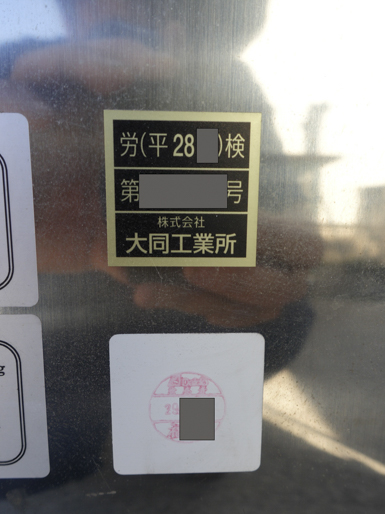 労(平28 )検
第 号
株式会社
大同工業所
g